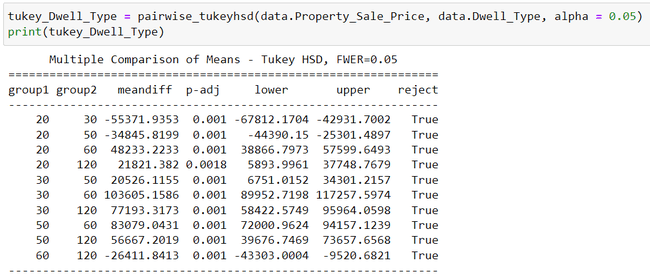 tukey_Dwell_Type = pairwise_tukeyhsd(data.Property_Sale_Price, data.Dwell_Type, alpha = 0.05)
print(tukey_Dwell_Type)
Multiple Comparison of Means - Tukey HSD, FWER=0.05
===============================================================
group1 group2 meandiff p-adj lower upper reject
---------------------------------------------------------------
20 30 -55371.9353 0.001 -67812.1704 -42931.7002 True
20 50 -34845.8199 0.001 -44390.15 -25301.4897 True
20 60 48233.2233 0.001 38866.7973 57599.6493 True
20 120 21821.382 0.0018 5893.9961 37748.7679 True
30 50 20526.1155 0.001 6751.0152 34301.2157 True
30 60 103605.1586 0.001 89952.7198 117257.5974 True
30 120 77193.3173 0.001 58422.5749 95964.0598 True
50 60 83079.0431 0.001 72000.9624 94157.1239 True
50 120 56667.2019 0.001 39676.7469 73657.6568 True
60 120 -26411.8413 0.001 -43303.0004 -9520.6821 True
---------------------------------------------------------------